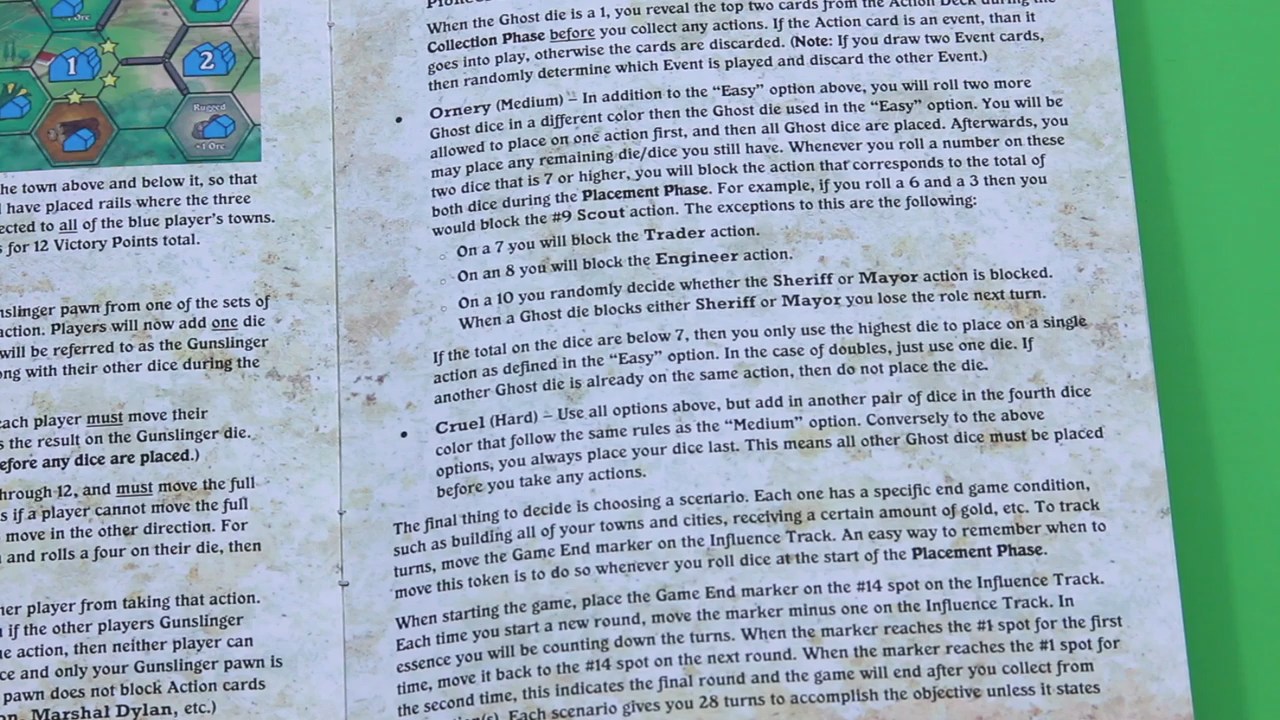 1
2
Rugged
+1 Ore
he town above and below it, so that
have placed rails where the three
ected to all of the blue player's towns.
s for 12 Victory Points total.
nslinger pawn from one of the sets of
action. Players will now add one die
will be referred to as the Gunslinger
ong with their other dice during the
each player must move their
s the result on the Gunslinger die.
efore any dice are placed.)
hrough 12, and must move the full
s if a player cannot move the full
move in the other direction. For
and rolls a four on their die, then
her player from taking that action.
if the other players Gunslinger
e action, then neither player can
ce and only your Gunslinger pawn is
pawn does not block Action cards
on, Marshal Dylan, etc.)
When the Ghost die is a 1, you reveal the top two cards from the Action Deck during the
Collection Phase before you collect any actions. If the Action card is an event, than it
goes into play, otherwise the cards are discarded. (Note: If you draw two Event cards,
then randomly determine which Event is played and discard the other Event.)
• Ornery (Medium) – In addition to the "Easy" option above, you will roll two more
Ghost dice in a different color then the Ghost die used in the "Easy" option. You will be
allowed to place on one action first, and then all Ghost dice are placed. Afterwards, you
may place any remaining die/dice you still have. Whenever you roll a number on these
two dice that is 7 or higher, you will block the action that corresponds to the total of
both dice during the Placement Phase. For example, if you roll a 6 and a 3 then you
would block the #9 Scout action. The exceptions to this are the following:
○ On a 7 you will block the Trader action.
○ On an 8 you will block the Engineer action.
○ On a 10 you randomly decide whether the Sheriff or Mayor action is blocked.
When a Ghost die blocks either Sheriff or Mayor you lose the role next turn.
If the total on the dice are below 7, then you only use the highest die to place on a single
action as defined in the "Easy" option. In the case of doubles, just use one die. If
another Ghost die is already on the same action, then do not place the die.
• Cruel (Hard) – Use all options above, but add in another pair of dice in the fourth dice
color that follow the same rules as the "Medium" option. Conversely to the above
options, you always place your dice last. This means all other Ghost dice must be placed
before you take any actions.
The final thing to decide is choosing a scenario. Each one has a specific end game condition,
such as building all of your towns and cities, receiving a certain amount of gold, etc. To track
turns, move the Game End marker on the Influence Track. An easy way to remember when to
move this token is to do so whenever you roll dice at the start of the Placement Phase.
When starting the game, place the Game End marker on the #14 spot on the Influence Track.
Each time you start a new round, move the marker minus one on the Influence Track. In
essence you will be counting down the turns. When the marker reaches the #1 spot for the first
time, move it back to the #14 spot on the next round. When the marker reaches the #1 spot for
the second time, this indicates the final round and the game will end after you collect from
Each scenario gives you 28 turns to accomplish the objective unless it states